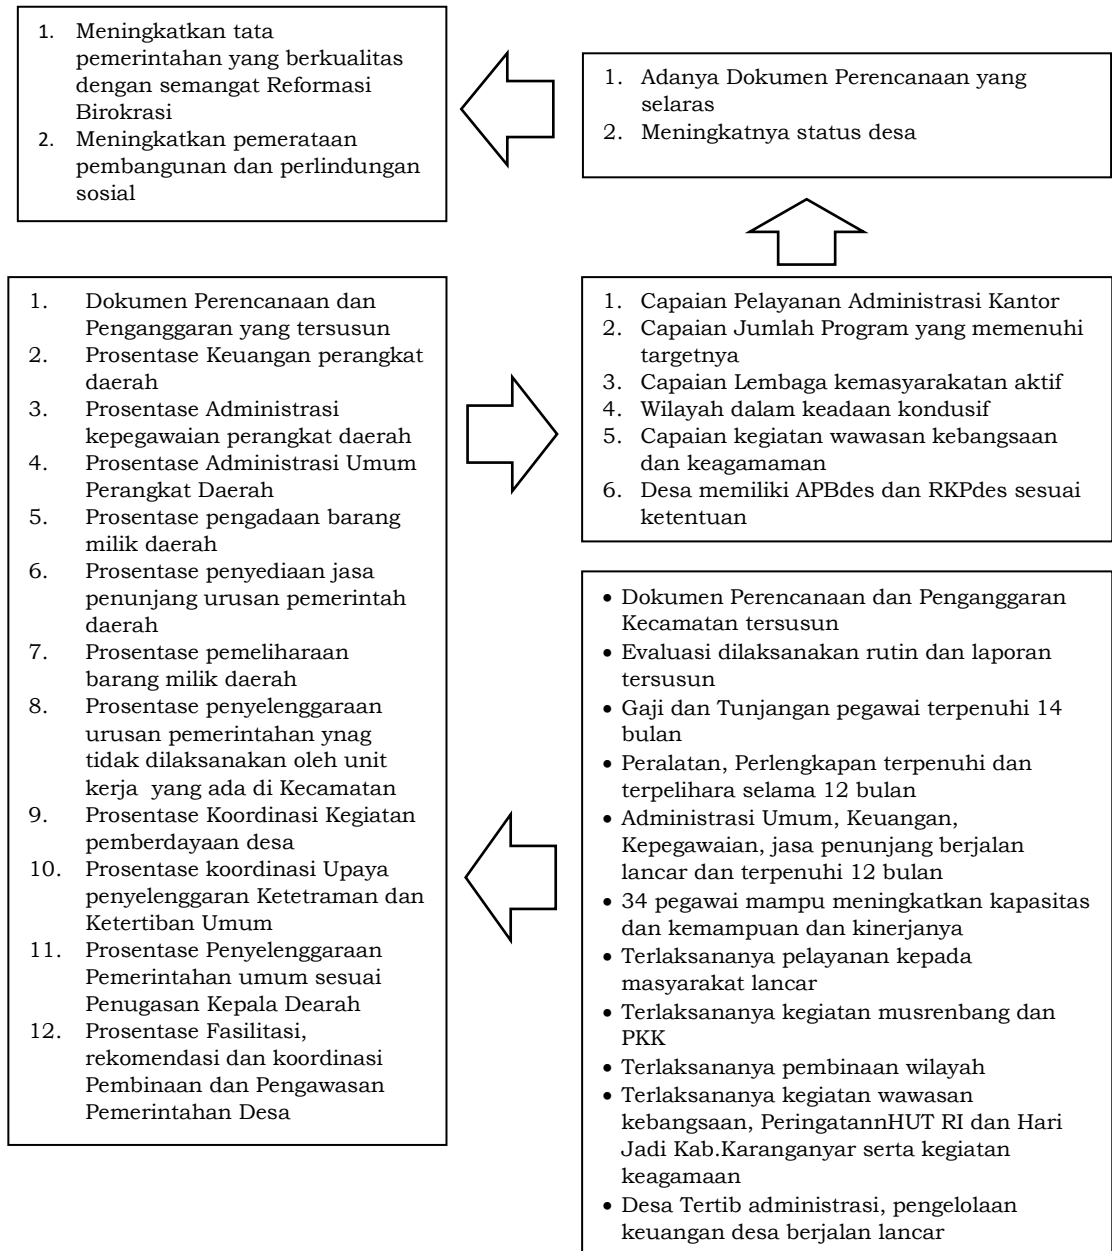 1. Meningkatkan tata
pemerintahan yang berkualitas
dengan semangat Reformasi
Birokrasi
2. Meningkatkan pemerataan
pembangunan dan perlindungan
sosial
1. Adanya Dokumen Perencanaan yang
selaras
2. Meningkatnya status desa
1. Dokumen Perencanaan dan
Penganggaran yang tersusun
2. Prosentase Keuangan perangkat
daerah
3. Prosentase Administrasi
kepegawaian perangkat daerah
4. Prosentase Administrasi Umum
Perangkat Daerah
5. Prosentase pengadaan barang
milik daerah
6. Prosentase penyediaan jasa
penunjang urusan pemerintah
daerah
7. Prosentase pemeliharaan
barang milik daerah
8. Prosentase penyelenggaraan
urusan pemerintahan ynag
tidak dilaksanakan oleh unit
kerja yang ada di Kecamatan
9. Prosentase Koordinasi Kegiatan
pemberdayaan desa
10. Prosentase koordinasi Upaya
penyelenggran Ketetraman dan
Ketertiban Umum
11. Prosentase Penyelenggaraan
Pemerintahan umum sesuai
Penugasan Kepala Dearah
12. Prosentase Fasilitasi,
rekomendasi dan koordinasi
Pembinaan dan Pengawasan
Pemerintahan Desa
1. Capaian Pelayanan Administrasi Kantor
2. Capaian Jumlah Program yang memenuhi
targetnya
3. Capaian Lembaga kemasyarakatan aktif
4. Wilayah dalam keadaan kondusif
5. Capaian kegiatan wawasan kebangsaan
dan keagamaman
6. Desa memiliki APBdes dan RKPdes sesuai
ketentuan
• Dokumen Perencanaan dan Penganggaran
Kecamatan tersusun
• Evaluasi dilaksanakan rutin dan laporan
tersusun
• Gaji dan Tunjangan pegawai terpenuhi 14
bulan
• Peralatan, Perlengkapan terpenuhi dan
terpelihara selama 12 bulan
• Administrasi Umum, Keuangan,
Kepegawaian, jasa penunjang berjalan
lancar dan terpenuhi 12 bulan
• 34 pegawai mampu meningkatkan kapasitas
dan kemampuan dan kinerjanya
• Terlaksananya pelayanan kepada
masyarakat lancar
• Terlaksananya kegiatan musrenbang dan
PKK
• Terlaksananya pembinaan wilayah
• Terlaksananya kegiatan wawasan
kebangsaan, PeringatannHUT RI dan Hari
Jadi Kab.Karanganyar serta kegiatan
keagamaan
• Desa Tertib administrasi, pengelolaan
keuangan desa berjalan lancar